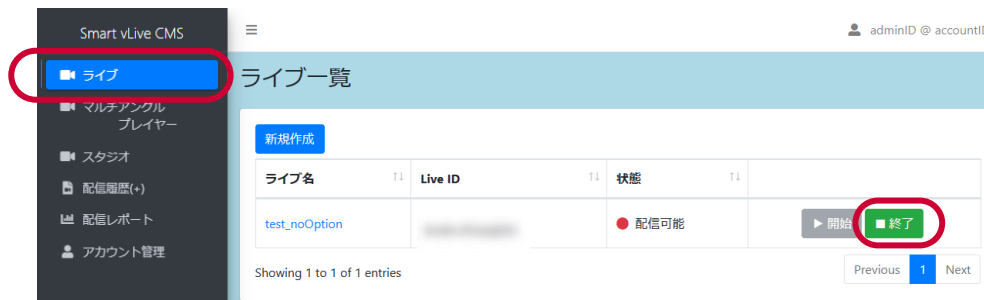 Smart vLive CMS
adminID @ accountID
ライブ
ライブ一覧
マルチアングル
プレイヤー
スタジオ
配信履歴(+)
配信レポート
アカウント管理
新規作成
ライブ名 Live ID 状態
test_noOption 配信可能 開始 終了
Showing 1 to 1 of 1 entries
Previous 1 Next